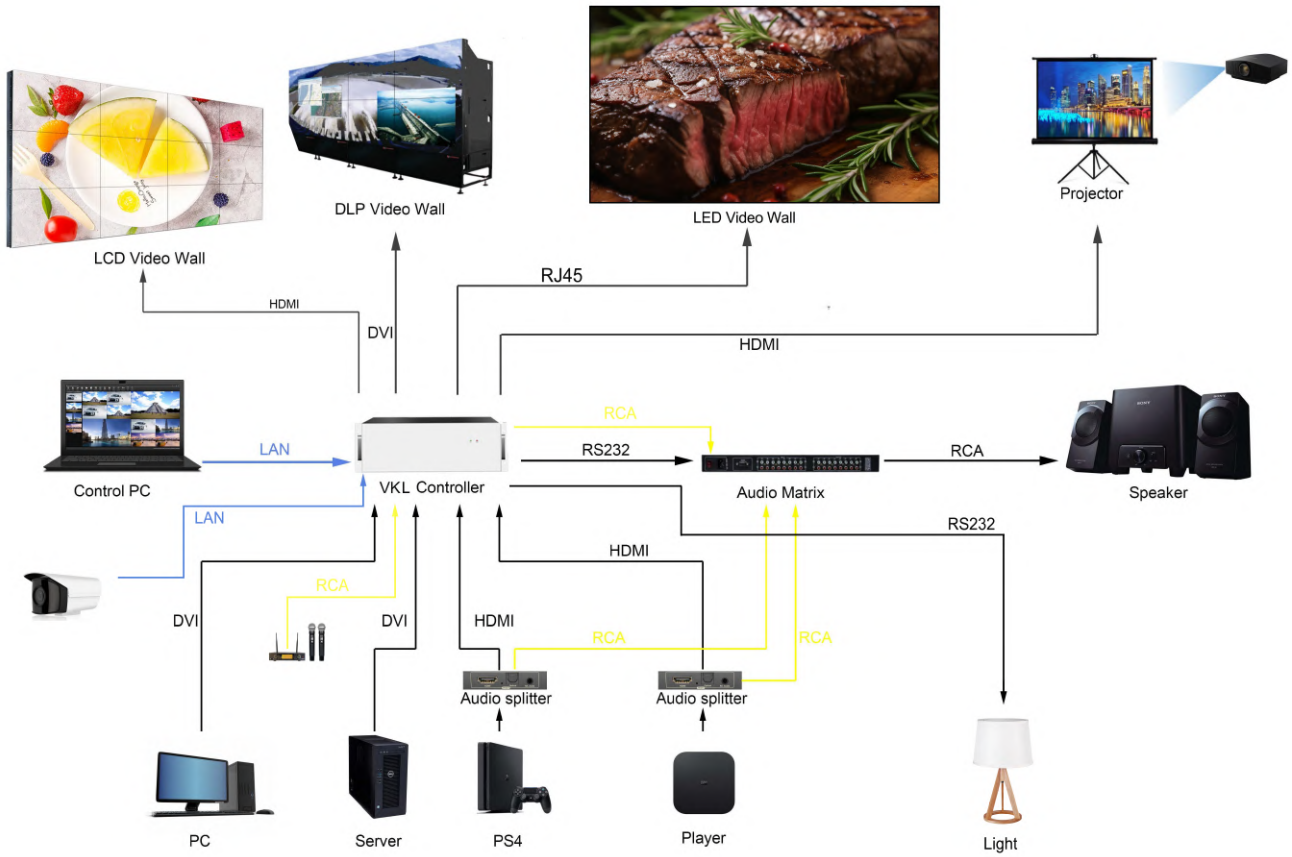 DLP Video Wall
LED Video Wall
Projector
LCD Video Wall
RJ45
HDMI
DVI
HDMI
RCA
SONY
LAN
RS232
RCA
Control PC
VKL Controller
Audio Matrix
Speaker
LAN
RS232
HDMI
RCA
DVI
DVI
HDMI
RCA
RCA
Audio splitter
Audio splitter
PC
Server
PS4
Player
Light